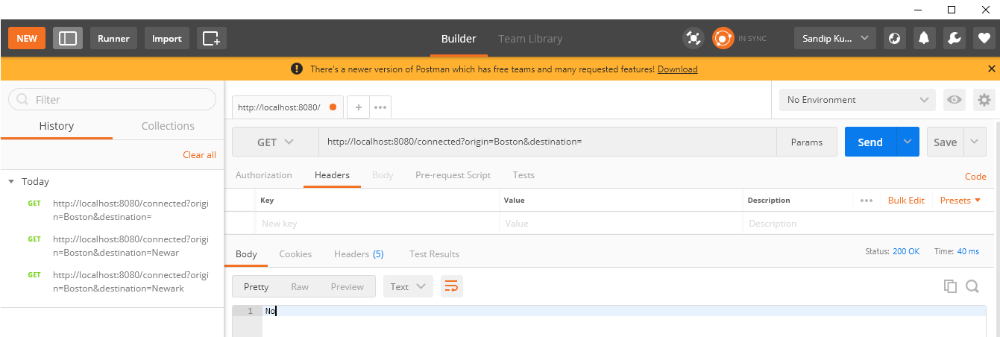 NEW Runner Import Builder Team Library IN SYNC Sandip Ku...
There's a newer version of Postman which has free teams and many requested features! Download
Filter
History Collections
Clear all
Today
GET http://localhost:8080/connected?origi
n=Boston&destination=
GET http://localhost:8080/connected?origi
n=Boston&destination=Newar
GET http://localhost:8080/connected?origi
n=Boston&destination=Newark
http://localhost:8080/ + •••
No Environment
GET http://localhost:8080/connected?origin=Boston&destination= Params Send Save
Authorization Headers Body Pre-request Script Tests Code
Key Value Description ••• Bulk Edit Presets
New key Value Description
Body Cookies Headers (5) Test Results Status: 200 OK Time: 40 ms
Pretty Raw Preview Text
1 No